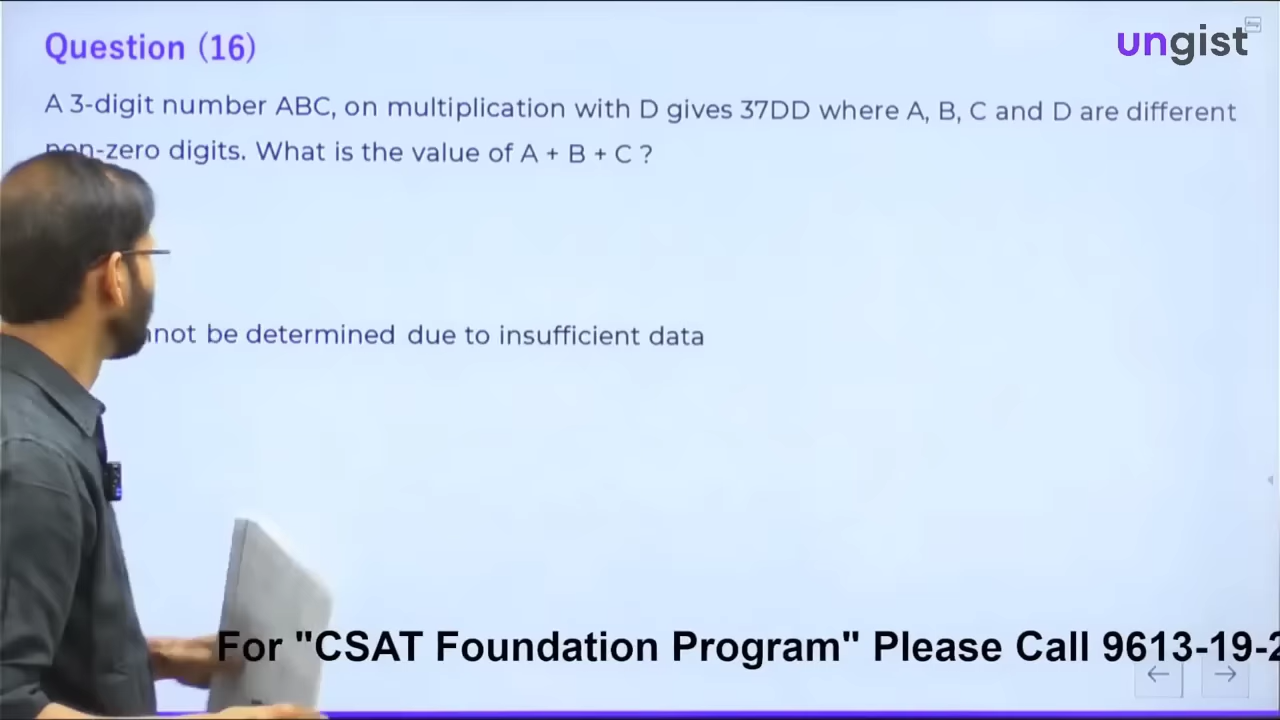 Question (16)
ungist
A 3-digit number ABC, on multiplication with D gives 37DD where A, B, C and D are different
non-zero digits. What is the value of A + B + C ?
be determined due to insufficient data
For "CSAT Foundation Program" Please Call 9613-19-